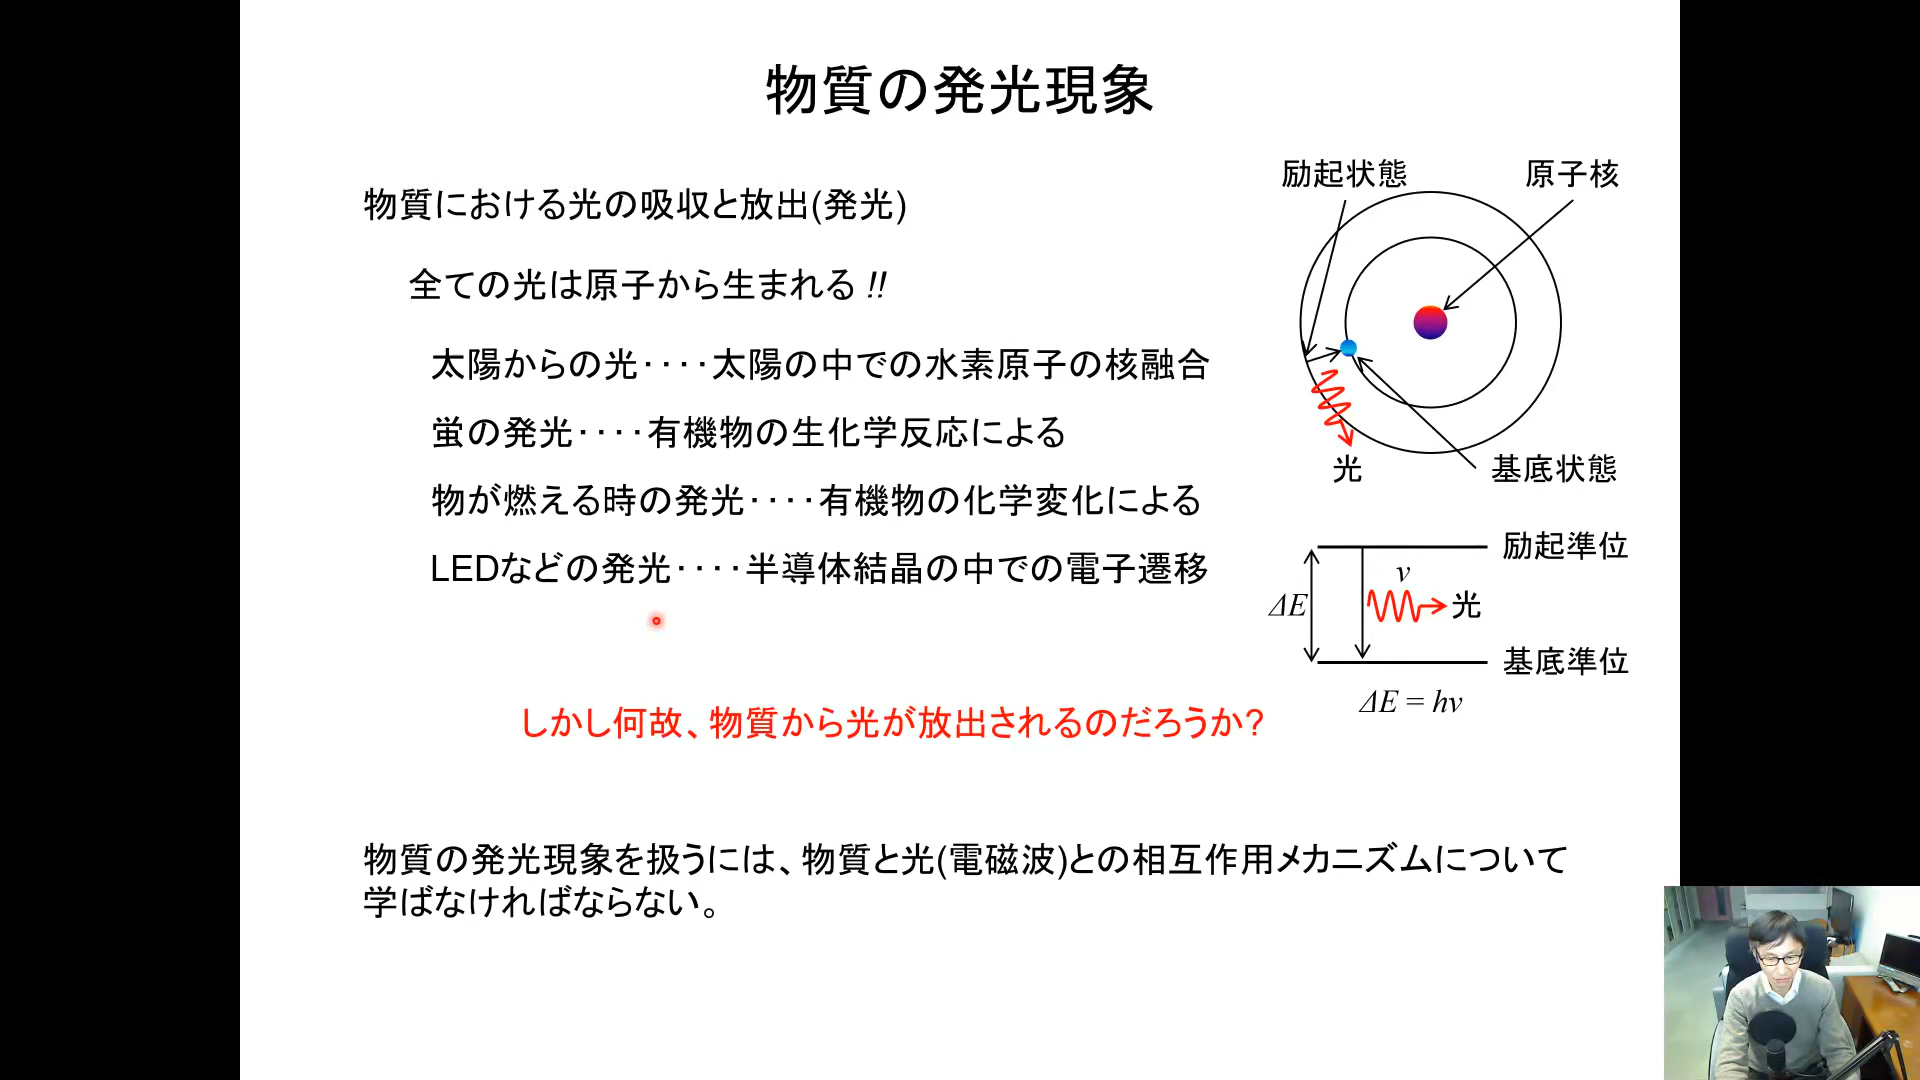 物質の発光現象
物質における光の吸収と放出(発光)
全ての光は原子から生まれる !!
太陽からの光‥‥太陽の中での水素原子の核融合
蛍の発光‥‥有機物の生化学反応による
物が燃える時の発光‥‥有機物の化学変化による
LEDなどの発光‥‥半導体結晶の中での電子遷移
しかし何故、物質から光が放出されるのだろうか?
物質の発光現象を扱うには、物質と光(電磁波)との相互作用メカニズムについて
学ばなければならない。
励起状態
原子核
光
基底状態
励起準位
ν
ΔE
光
基底準位
ΔE = hν